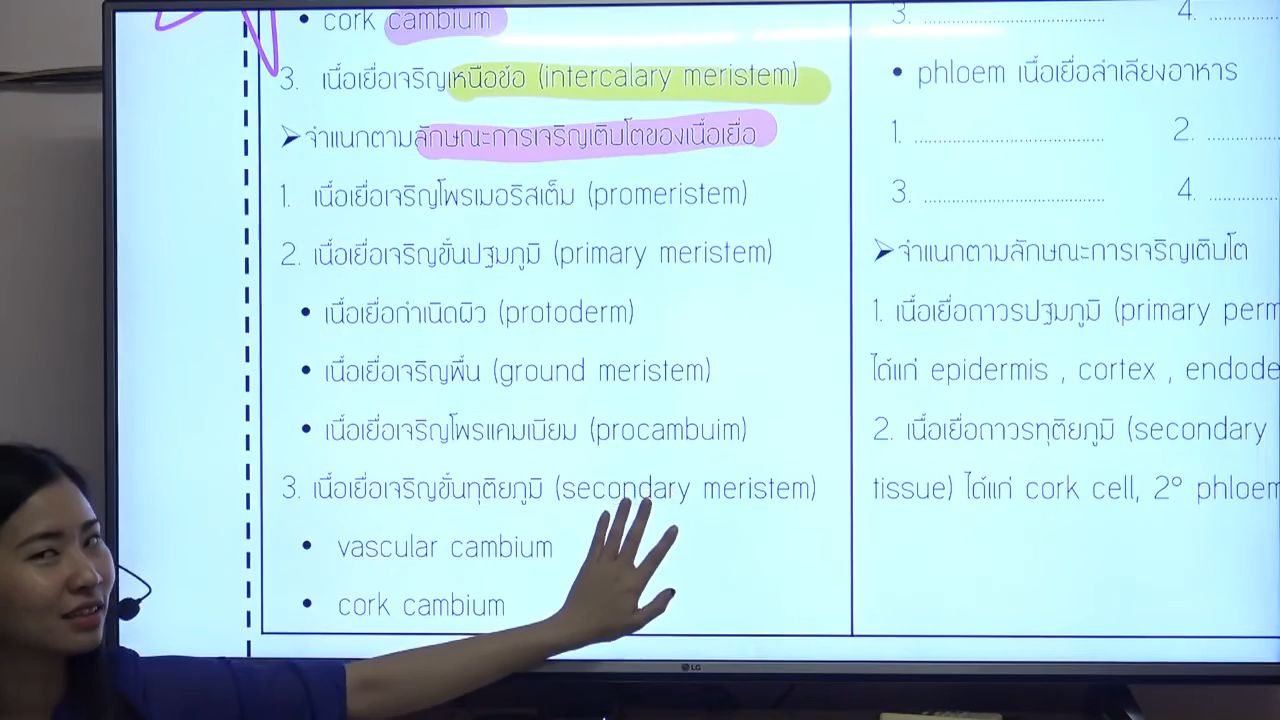 • cork cambium
3. เนื้อเยื่อเจริญเหนือข้อ (intercalary meristem)
➢จำแนกตามลักษณะการเจริญเติบโตของเนื้อเยื่อ
1. เนื้อเยื่อเจริญโพรเมอริสเต็ม (promeristem)
2. เนื้อเยื่อเจริญขั้นปฐมภูมิ (primary meristem)
• เนื้อเยื่อกำเนิดผิว (protoderm)
• เนื้อเยื่อเจริญพื้น (ground meristem)
• เนื้อเยื่อเจริญโพรแคมเบียม (procambuim)
3. เนื้อเยื่อเจริญขั้นทุติยภูมิ (secondary meristem)
• vascular cambium
• cork cambium
3. .................... 4. ..........
• phloem เนื้อเยื่อลำเลียงอาหาร
1. .................... 2. ..........
3. .................... 4. ..........
➢จำแนกตามลักษณะการเจริญเติบโต
1. เนื้อเยื่อถาวรปฐมภูมิ (primary perm
ได้แก่ epidermis , cortex , endode
2. เนื้อเยื่อถาวรทุติยภูมิ (secondary
tissue) ได้แก่ cork cell, 2° phloem
LG